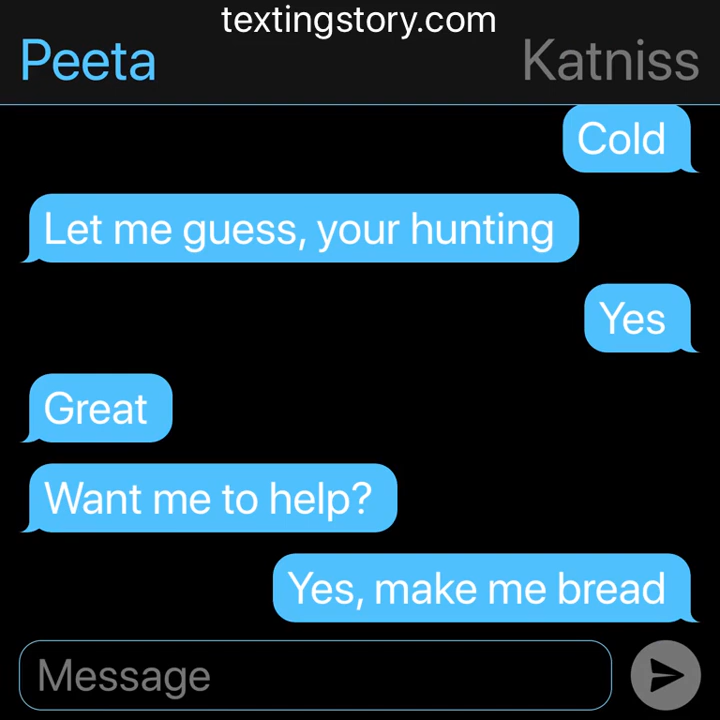 textingstory.com
Peeta
Katniss
Cold
Let me guess, your hunting
Yes
Great
Want me to help?
Yes, make me bread
Message